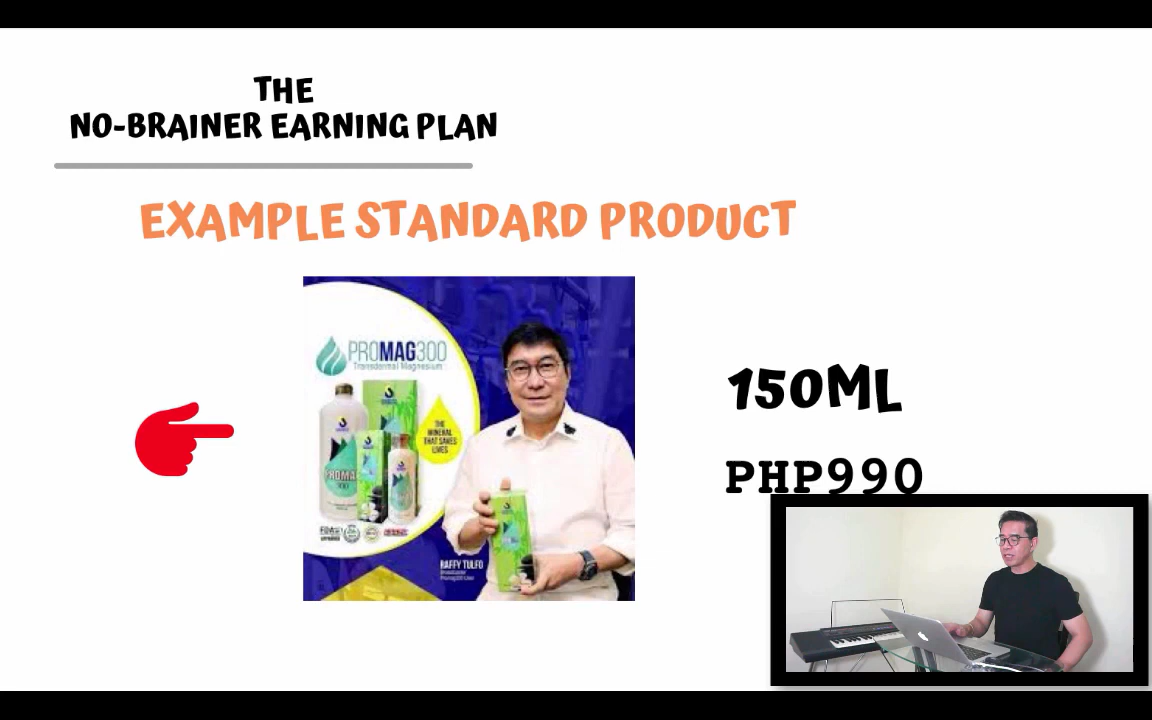 THE
NO-BRAINER EARNING PLAN
EXAMPLE STANDARD PRODUCT
PROMAG300
Transdermal Magnesium
THE
MINERAL
THAT SAVES
LIVES
RAFFY TULFO
150ML
PHP990